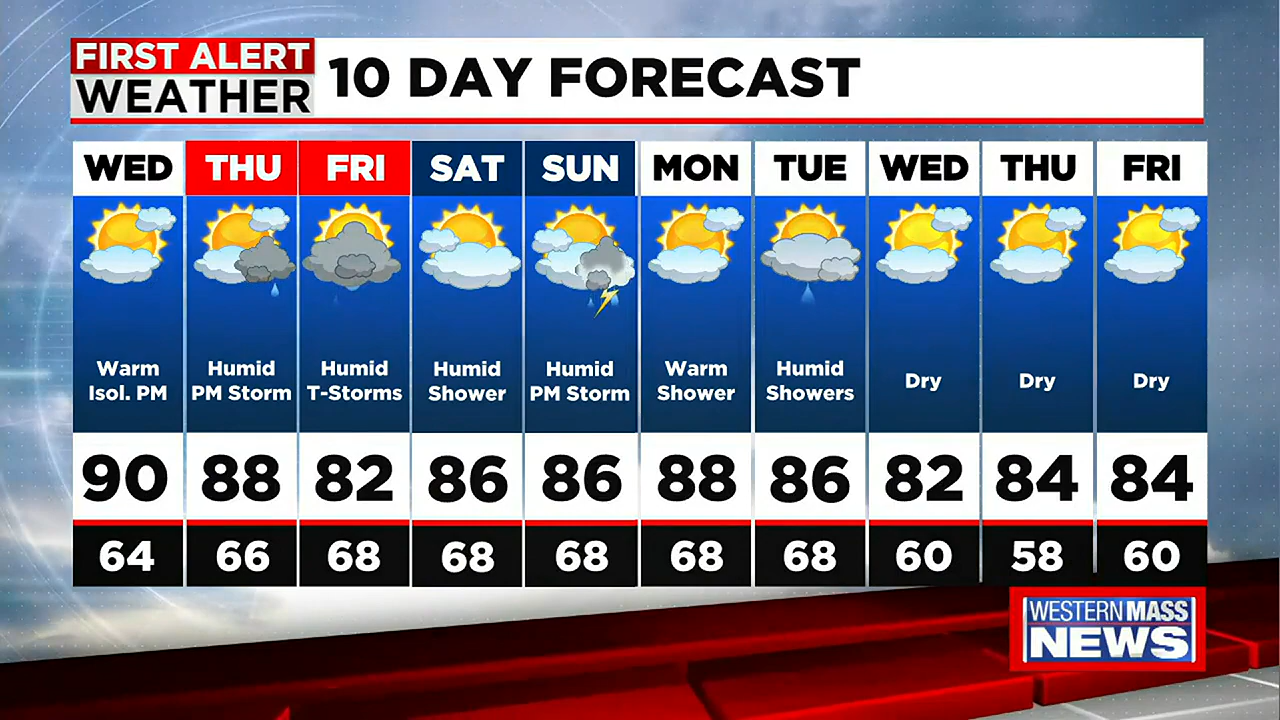 FIRST ALERT
WEATHER
10 DAY FORECAST
WED THU FRI SAT SUN MON TUE WED THU FRI
Warm Humid Humid Humid Humid Warm Humid Dry Dry Dry
Isol. PM PM Storm T-Storms Shower PM Storm Shower Showers
90 88 82 86 86 88 86 82 84 84
64 66 68 68 68 68 68 60 58 60
WESTERN MASS
NEWS